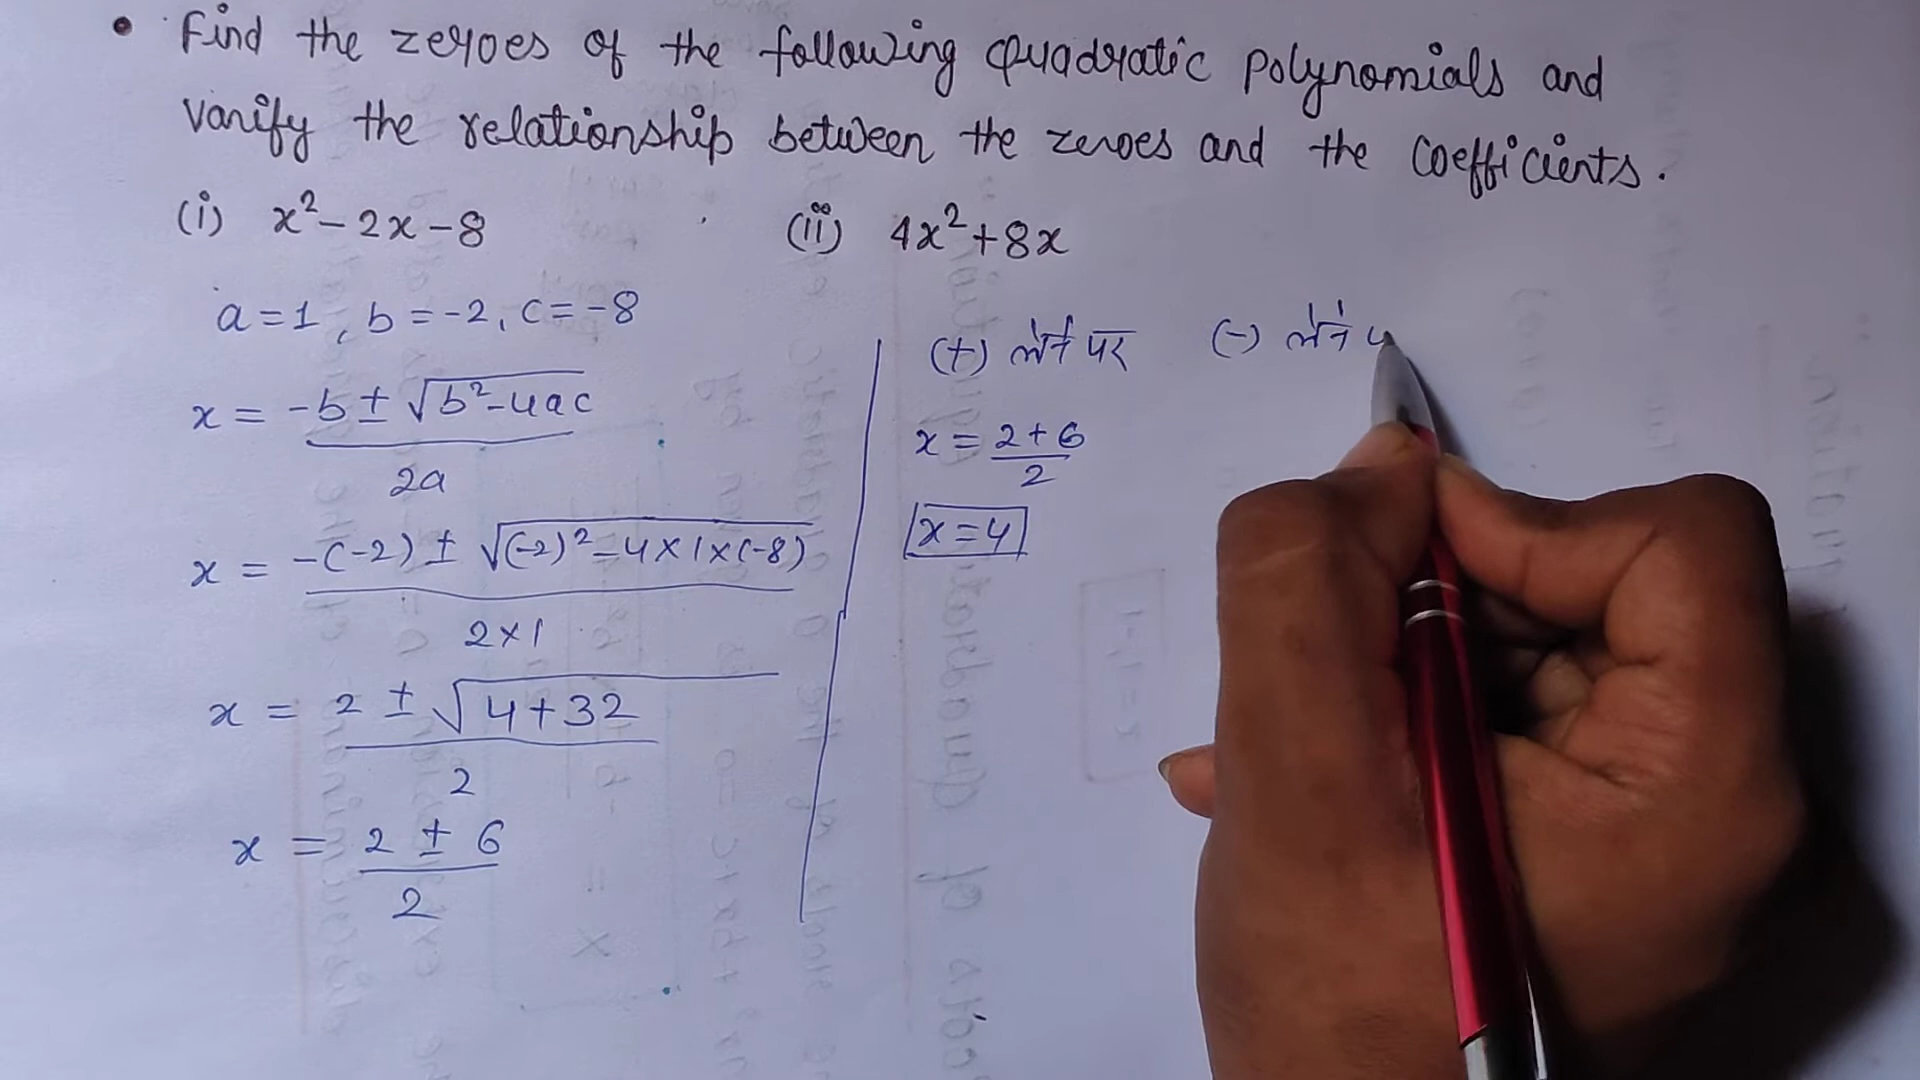 • Find the zeroes of the following quadratic polynomials and
Varify the relationship between the zeroes and the coefficients.
(i) x²-2x-8 (ii) 4x²+8x
a=1, b=-2, c=-8
x = -b ± √b²-4ac
2a
x = -(-2) ± √(-2)²-4×1×(-8)
2×1
x = 2 ± √4+32
2
x = 2 ± 6
2
(+) लेने पर
x = 2+6
2
x=4
(-) लेने प